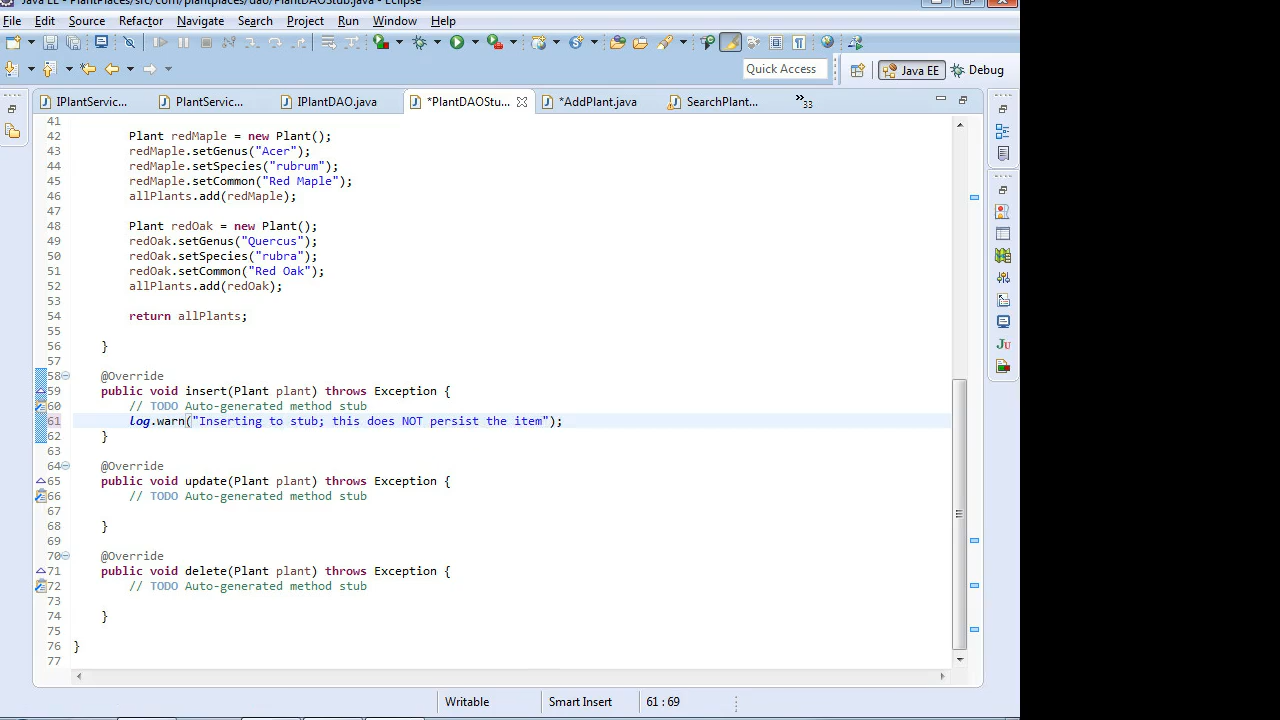 Java EE - PlantPlaces/src/com/plantplaces/dao/PlantDAOStub.java - Eclipse
File Edit Source Refactor Navigate Search Project Run Window Help
Quick Access Java EE Debug
IPlantServic... PlantServic... IPlantDAO.java *PlantDAOStu... *AddPlant.java SearchPlant... »33
41
42 Plant redMaple = new Plant();
43 redMaple.setGenus("Acer");
44 redMaple.setSpecies("rubrum");
45 redMaple.setCommon("Red Maple");
46 allPlants.add(redMaple);
47
48 Plant redOak = new Plant();
49 redOak.setGenus("Quercus");
50 redOak.setSpecies("rubra");
51 redOak.setCommon("Red Oak");
52 allPlants.add(redOak);
53
54 return allPlants;
55
56 }
57
58 @Override
59 public void insert(Plant plant) throws Exception {
60 // TODO Auto-generated method stub
61 log.warn("Inserting to stub; this does NOT persist the item");
62 }
63
64 @Override
65 public void update(Plant plant) throws Exception {
66 // TODO Auto-generated method stub
67
68 }
69
70 @Override
71 public void delete(Plant plant) throws Exception {
72 // TODO Auto-generated method stub
73
74 }
75
76 }
77
Writable Smart Insert 61 : 69